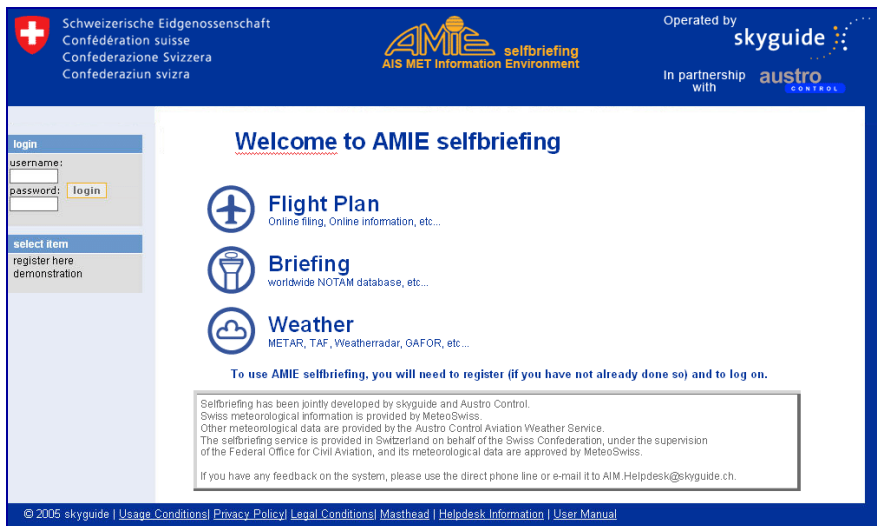 Schweizerische Eidgenossenschaft
Confédération suisse
Confederazione Svizzera
Confederaziun svizra
AMIE selfbriefing
AIS MET Information Environment
Operated by
skyguide
In partnership
with
austro
CONTROL
login
username:
password: login
select item
register here
demonstration
Welcome to AMIE selfbriefing
Flight Plan
Online filing, Online information, etc...
Briefing
worldwide NOTAM database, etc...
Weather
METAR, TAF, Weatherradar, GAFOR, etc...
To use AMIE selfbriefing, you will need to register (if you have not already done so) and to log on.
Selfbriefing has been jointly developed by skyguide and Austro Control.
Swiss meteorological information is provided by MeteoSwiss.
Other meteorological data are provided by the Austro Control Aviation Weather Service.
The selfbriefing service is provided in Switzerland on behalf of the Swiss Confederation, under the supervision
of the Federal Office for Civil Aviation, and its meteorological data are approved by MeteoSwiss.
If you have any feedback on the system, please use the direct phone line or e-mail it to AIM.Helpdesk@skyguide.ch.
© 2005 skyguide | Usage Conditions| Privacy Policy| Legal Conditions| Masthead | Helpdesk Information | User Manual